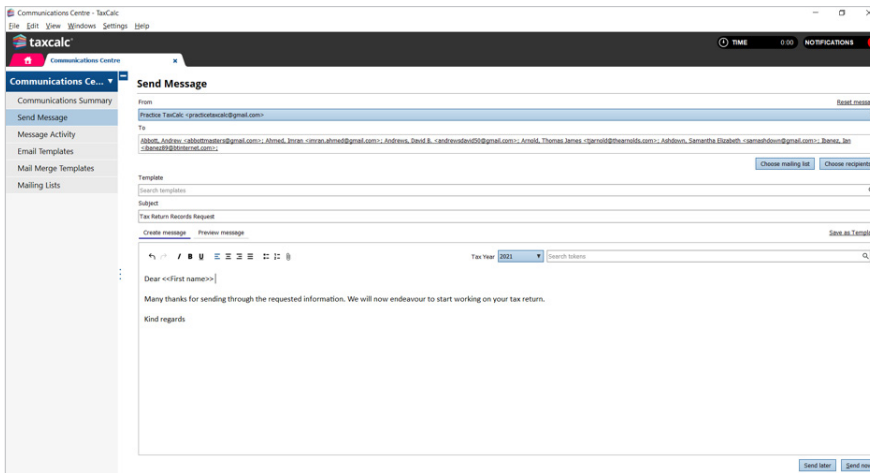 Communications Centre - TaxCalc
File Edit View Windows Settings Help
taxcalc
TIME 0:00 NOTIFICATIONS
Communications Centre
Communications Ce...
Communications Summary
Send Message
Message Activity
Email Templates
Mail Merge Templates
Mailing Lists
Send Message
From
Reset messa
Practice TaxCalc <practicetaxcalc@gmail.com>
To
Abbott, Andrew <abbottmasters@gmail.com>; Ahmed, Imran <imran.ahmed@gmail.com>; Andrews, David B. <andrewsdavid50@gmail.com>; Arnold, Thomas James <tjarnold@thearnolds.com>; Ashdown, Samantha Elizabeth <samashdown@gmail.com>; Ibanez, Ian
<ibanez89@btinternet.com>;
Choose mailing list Choose recipients
Template
Search templates
Subject
Tax Return Records Request
Create message Preview message
Save as Templa
I B U
Tax Year 2021 Search tokens
Dear <<First name>>
Many thanks for sending through the requested information. We will now endeavour to start working on your tax return.
Kind regards
Send later Send now